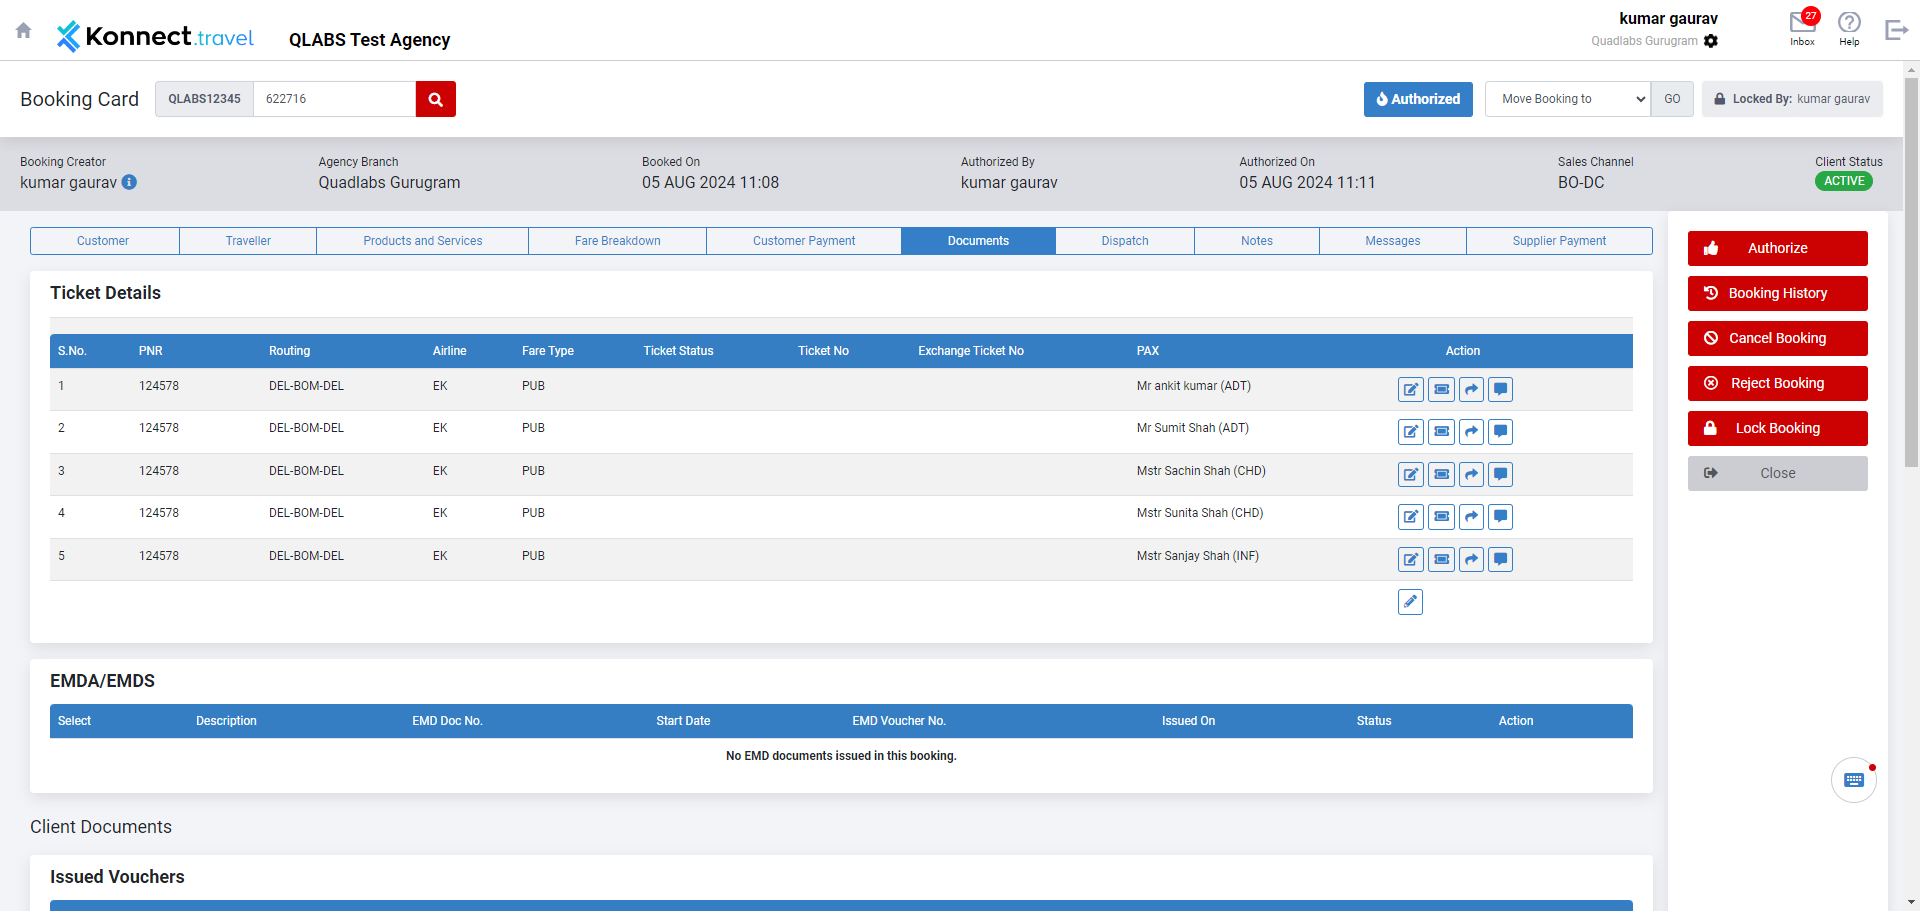 Konnect.travel QLABS Test Agency kumar gaurav Quadlabs Gurugram 27 Inbox Help
Booking Card QLABS12345 622716 Authorized Move Booking to GO Locked By: kumar gaurav
Booking Creator Agency Branch Booked On Authorized By Authorized On Sales Channel Client Status
kumar gaurav Quadlabs Gurugram 05 AUG 2024 11:08 kumar gaurav 05 AUG 2024 11:11 BO-DC ACTIVE
Customer Traveller Products and Services Fare Breakdown Customer Payment Documents Dispatch Notes Messages Supplier Payment
Authorize
Booking History
Cancel Booking
Reject Booking
Lock Booking
Close
Ticket Details
S.No. PNR Routing Airline Fare Type Ticket Status Ticket No Exchange Ticket No PAX Action
1 124578 DEL-BOM-DEL EK PUB Mr ankit kumar (ADT)
2 124578 DEL-BOM-DEL EK PUB Mr Sumit Shah (ADT)
3 124578 DEL-BOM-DEL EK PUB Mstr Sachin Shah (CHD)
4 124578 DEL-BOM-DEL EK PUB Mstr Sunita Shah (CHD)
5 124578 DEL-BOM-DEL EK PUB Mstr Sanjay Shah (INF)
EMDA/EMDS
Select Description EMD Doc No. Start Date EMD Voucher No. Issued On Status Action
No EMD documents issued in this booking.
Client Documents
Issued Vouchers